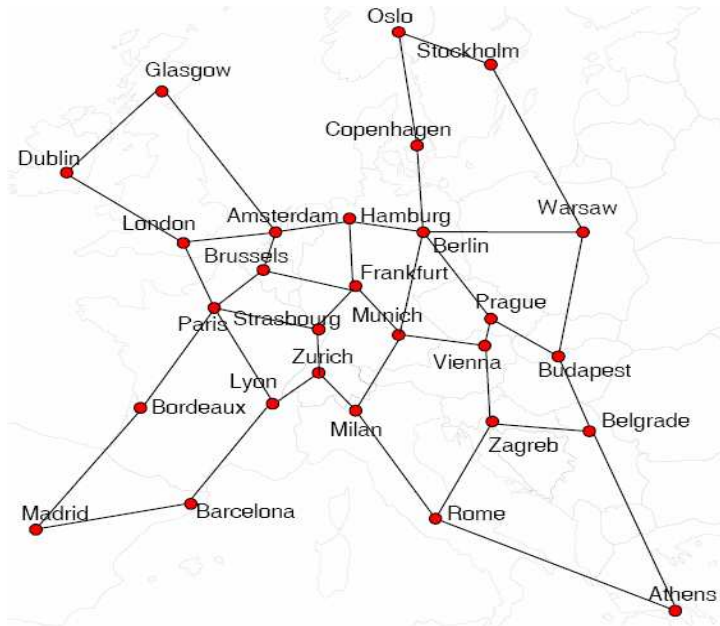 Oslo
Stockholm
Glasgow
Copenhagen
Dublin
London
Amsterdam
Hamburg
Warsaw
Berlin
Brussels
Frankfurt
Paris
Strasbourg
Munich
Prague
Zurich
Vienna
Budapest
Lyon
Bordeaux
Milan
Zagreb
Belgrade
Madrid
Barcelona
Rome
Athens